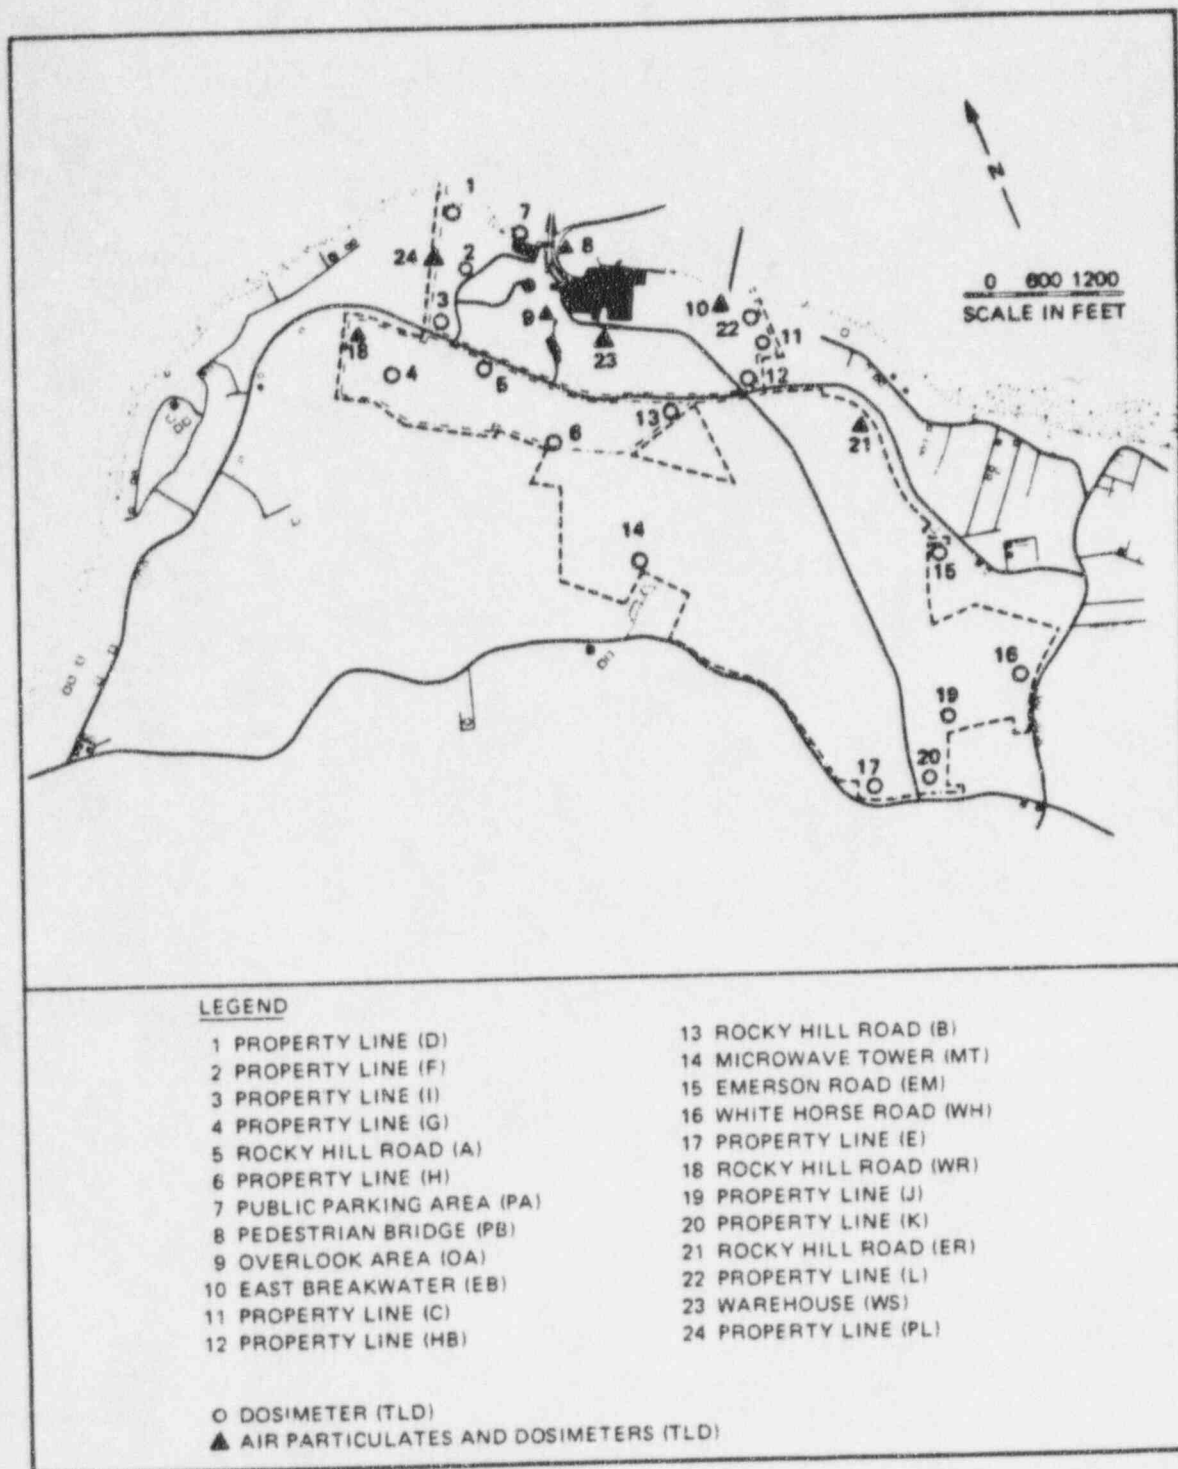 1
7
24
2
8
N
3
10
0 600 1200
SCALE IN FEET
9
22
11
18
23
4
5
12
13
6
21
14
15
16
19
17
20
LEGEND
1 PROPERTY LINE (D)
2 PROPERTY LINE (F)
3 PROPERTY LINE (I)
4 PROPERTY LINE (G)
5 ROCKY HILL ROAD (A)
6 PROPERTY LINE (H)
7 PUBLIC PARKING AREA (PA)
8 PEDESTRIAN BRIDGE (PB)
9 OVERLOOK AREA (OA)
10 EAST BREAKWATER (EB)
11 PROPERTY LINE (C)
12 PROPERTY LINE (HB)
13 ROCKY HILL ROAD (B)
14 MICROWAVE TOWER (MT)
15 EMERSON ROAD (EM)
16 WHITE HORSE ROAD (WH)
17 PROPERTY LINE (E)
18 ROCKY HILL ROAD (WR)
19 PROPERTY LINE (J)
20 PROPERTY LINE (K)
21 ROCKY HILL ROAD (ER)
22 PROPERTY LINE (L)
23 WAREHOUSE (WS)
24 PROPERTY LINE (PL)
DOSIMETER (TLD)
AIR PARTICULATES AND DOSIMETERS (TLD)